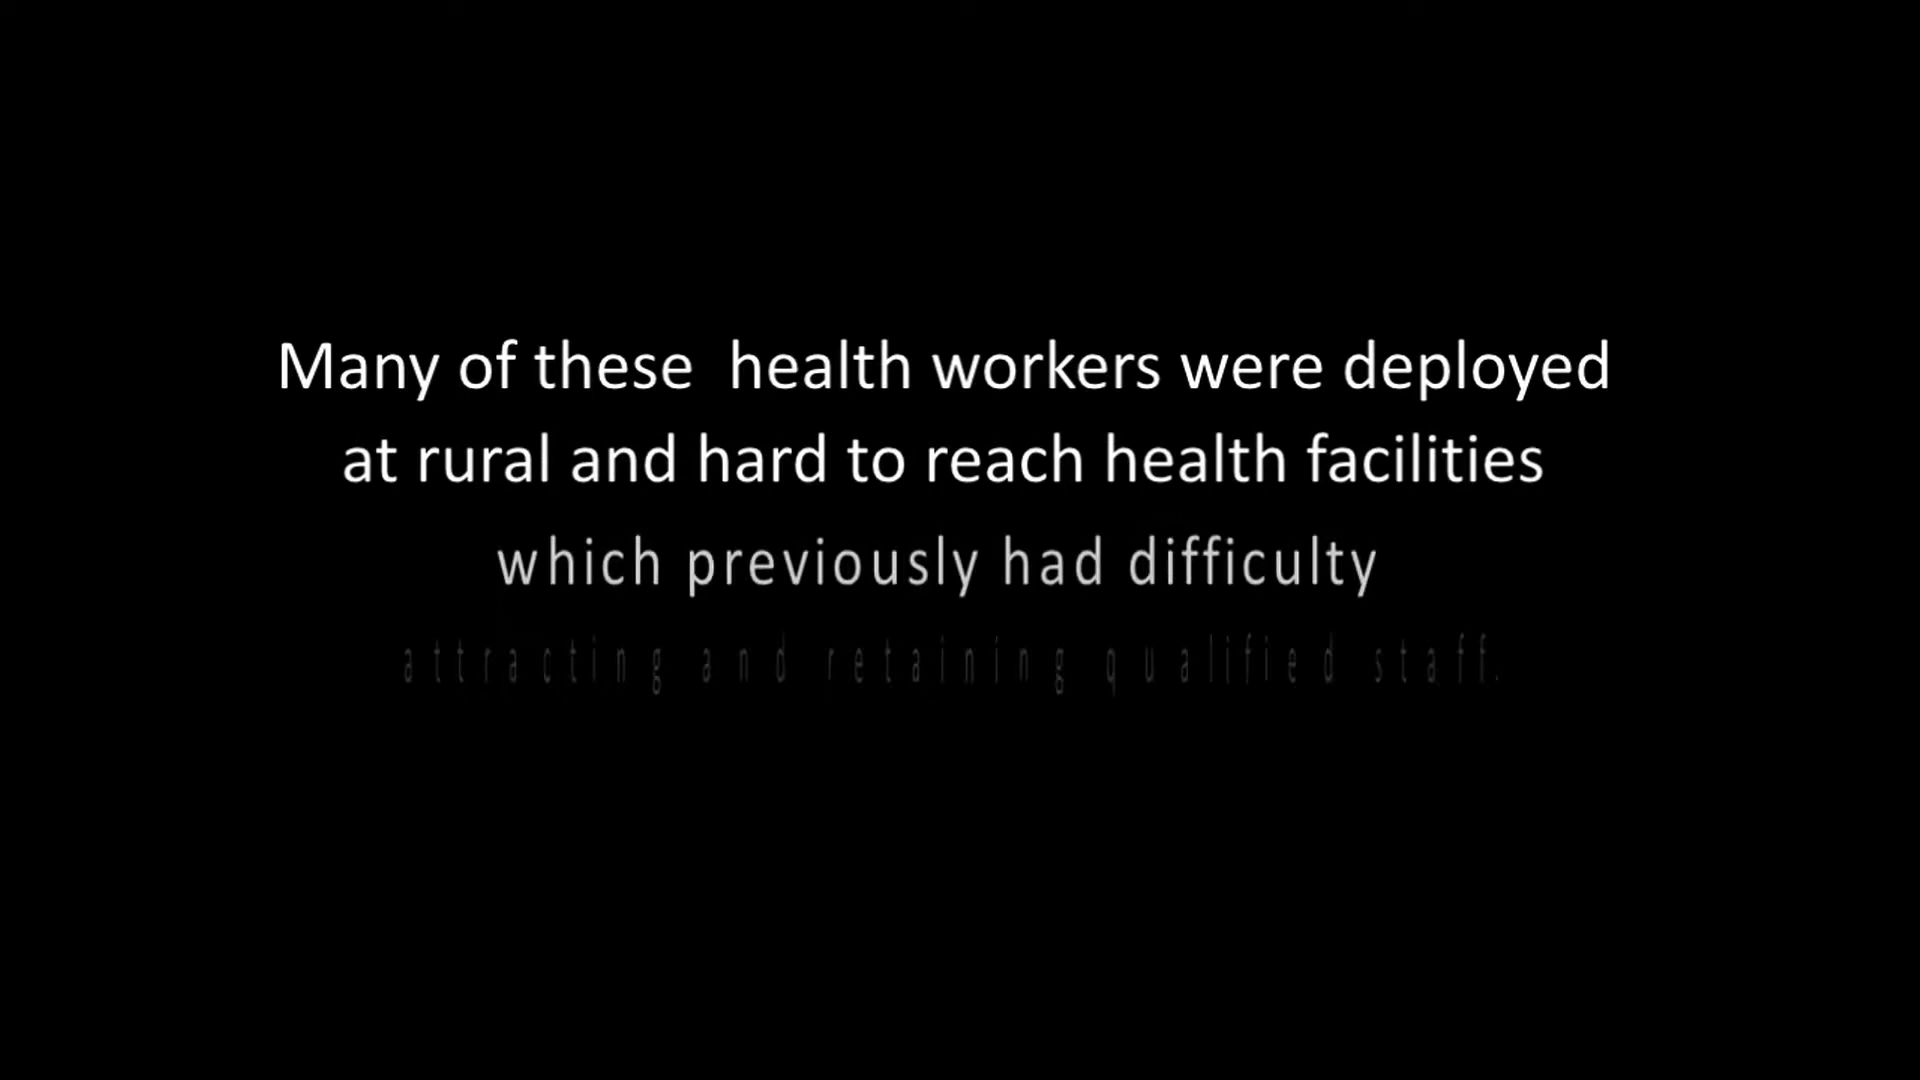 Many of these  health workers were deployed
at rural and hard to reach health facilities
which previously had difficulty
attracting and retaining qualified staff.